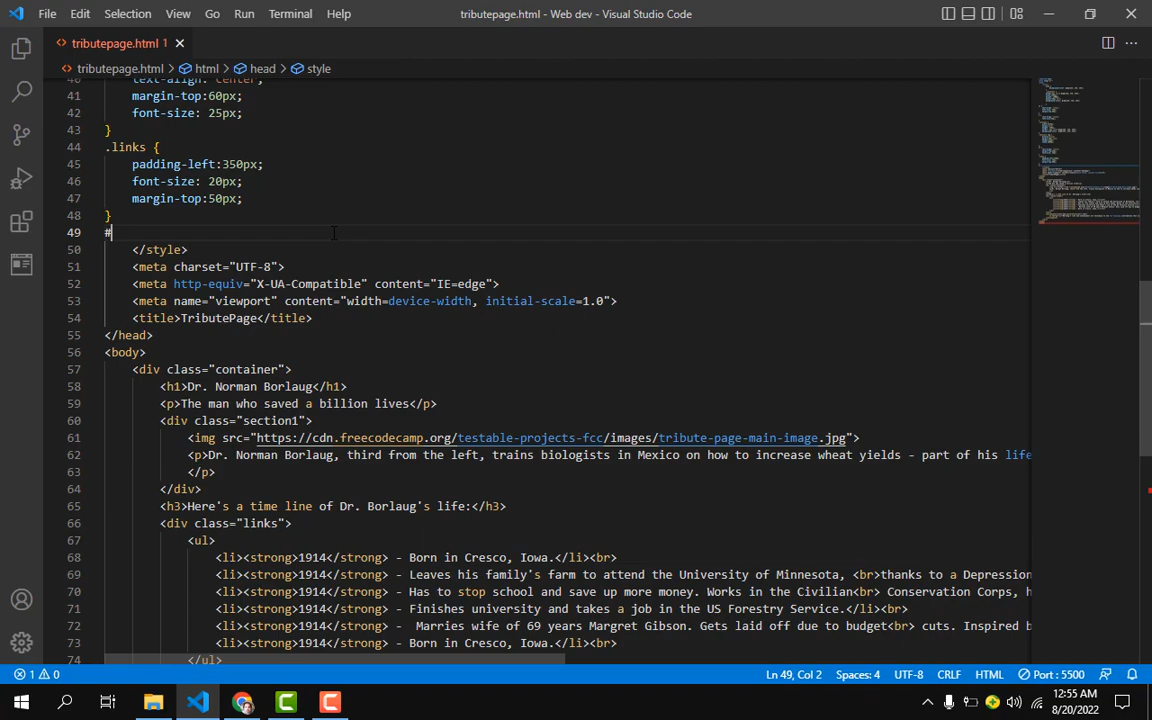 File Edit Selection View Go Run Terminal Help tributepage.html - Web dev - Visual Studio Code
tributepage.html 1
tributepage.html > html > head > style
40 text-align: center;
41 margin-top:60px;
42 font-size: 25px;
43 }
44 .links {
45 padding-left:350px;
46 font-size: 20px;
47 margin-top:50px;
48 }
49 #
50 </style>
51 <meta charset="UTF-8">
52 <meta http-equiv="X-UA-Compatible" content="IE=edge">
53 <meta name="viewport" content="width=device-width, initial-scale=1.0">
54 <title>TributePage</title>
55 </head>
56 <body>
57 <div class="container">
58 <h1>Dr. Norman Borlaug</h1>
59 <p>The man who saved a billion lives</p>
60 <div class="section1">
61 <img src="https://cdn.freecodecamp.org/testable-projects-fcc/images/tribute-page-main-image.jpg">
62 <p>Dr. Norman Borlaug, third from the left, trains biologists in Mexico on how to increase wheat yields - part of his life
63 </p>
64 </div>
65 <h3>Here's a time line of Dr. Borlaug's life:</h3>
66 <div class="links">
67 <ul>
68 <li><strong>1914</strong> - Born in Cresco, Iowa.</li><br>
69 <li><strong>1914</strong> - Leaves his family's farm to attend the University of Minnesota, <br>thanks to a Depression
70 <li><strong>1914</strong> - Has to stop school and save up more money. Works in the Civilian<br> Conservation Corps, h
71 <li><strong>1914</strong> - Finishes university and takes a job in the US Forestry Service.</li><br>
72 <li><strong>1914</strong> -  Marries wife of 69 years Margret Gibson. Gets laid off due to budget<br> cuts. Inspired b
73 <li><strong>1914</strong> - Born in Cresco, Iowa.</li><br>
74 </ul>
1 0 Ln 49, Col 2 Spaces: 4 UTF-8 CRLF HTML Port : 5500
12:55 AM
8/20/2022